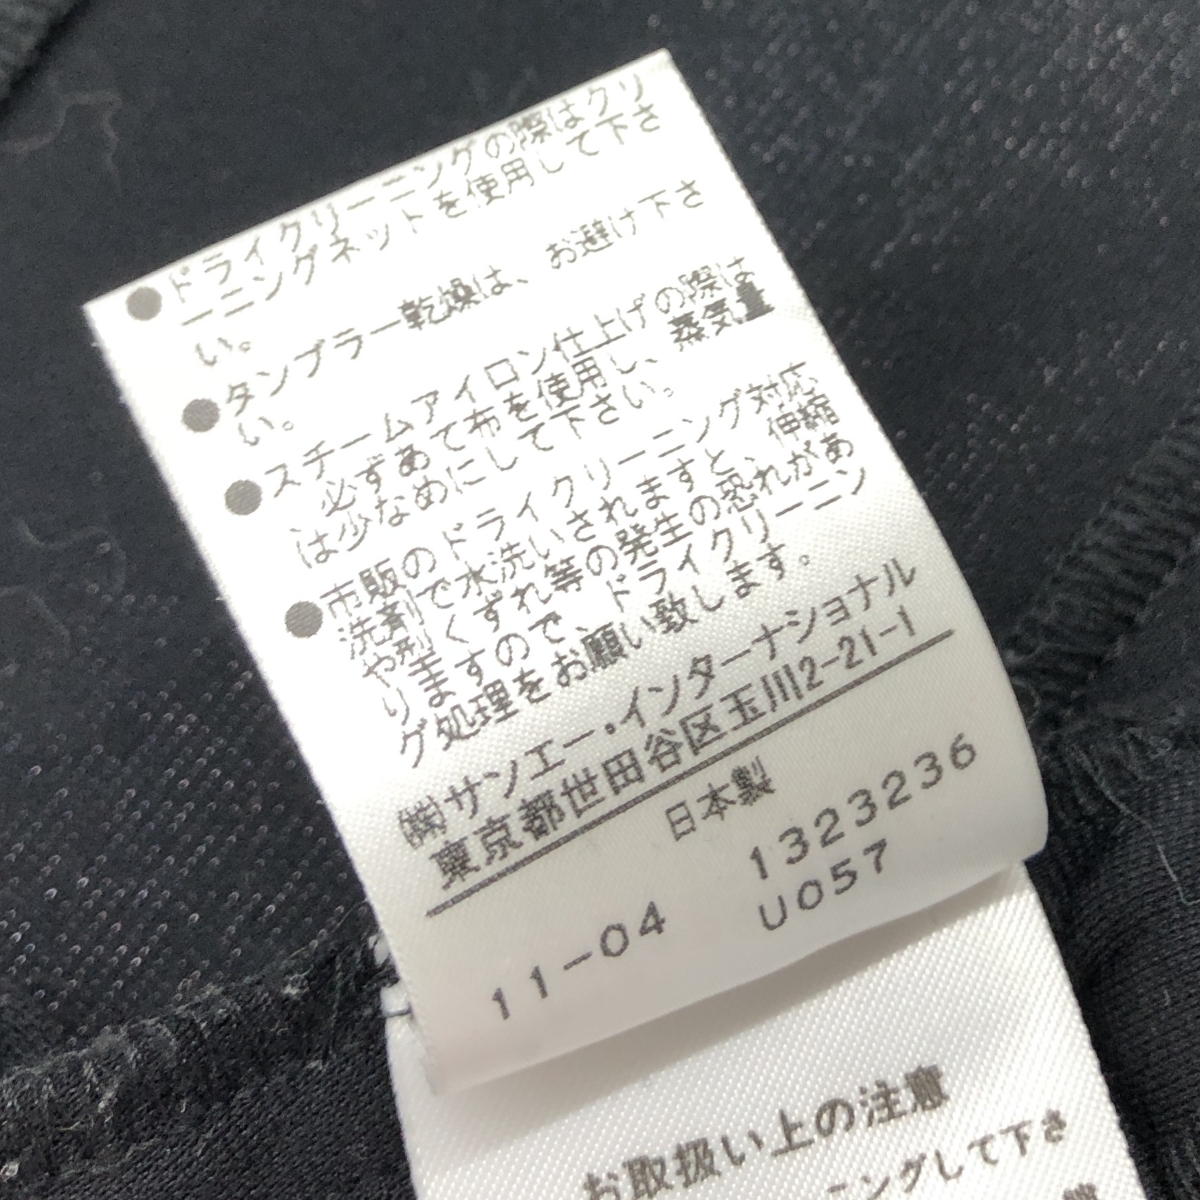 ●ドライクリーニングの際はクリ
ーニングネットを使用して下さ
い。
●タンブラー乾燥は、お避け下さ
い。
●スチームアイロン仕上げの際は
、必ずあて布を使用し、蒸気量
は少なめにして下さい。
●市販のドライクリーニング対応
洗剤で水洗いされますと、伸縮
や型くずれ等の発生の恐れがあ
りますので、ドライクリーニン
グ処理をお願い致します。
㈱サンエー・インターナショナル
東京都世田谷区玉川2-21-1
日本製
1323236
11-04 U057
お取扱い上の注意
ニングして下さ